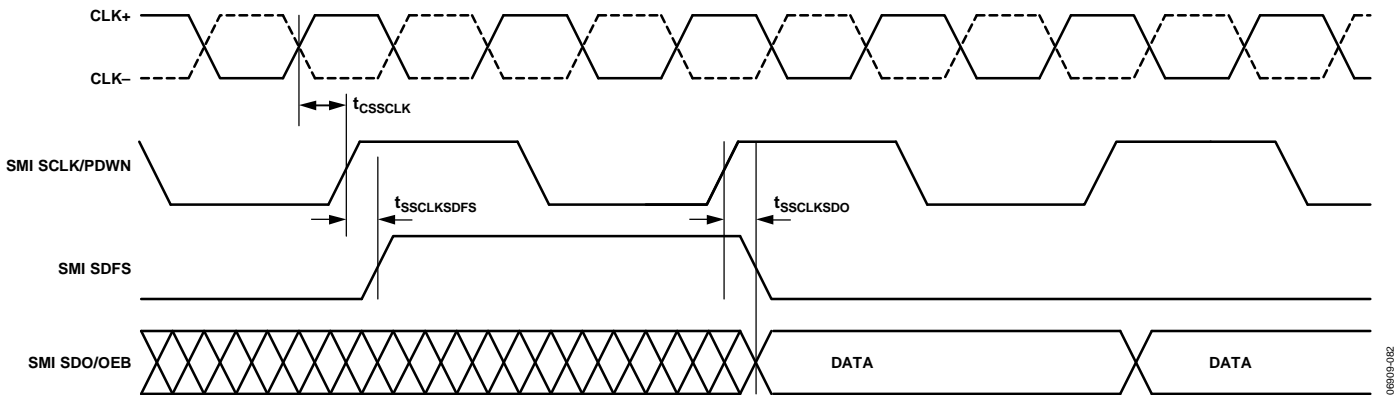 CLK+
CLK–
tCSSCLK
SMI SCLK/PDWN
tSSCLKSDFS
tSSCLKSDO
SMI SDFS
SMI SDO/OEB
DATA
DATA
06909-082